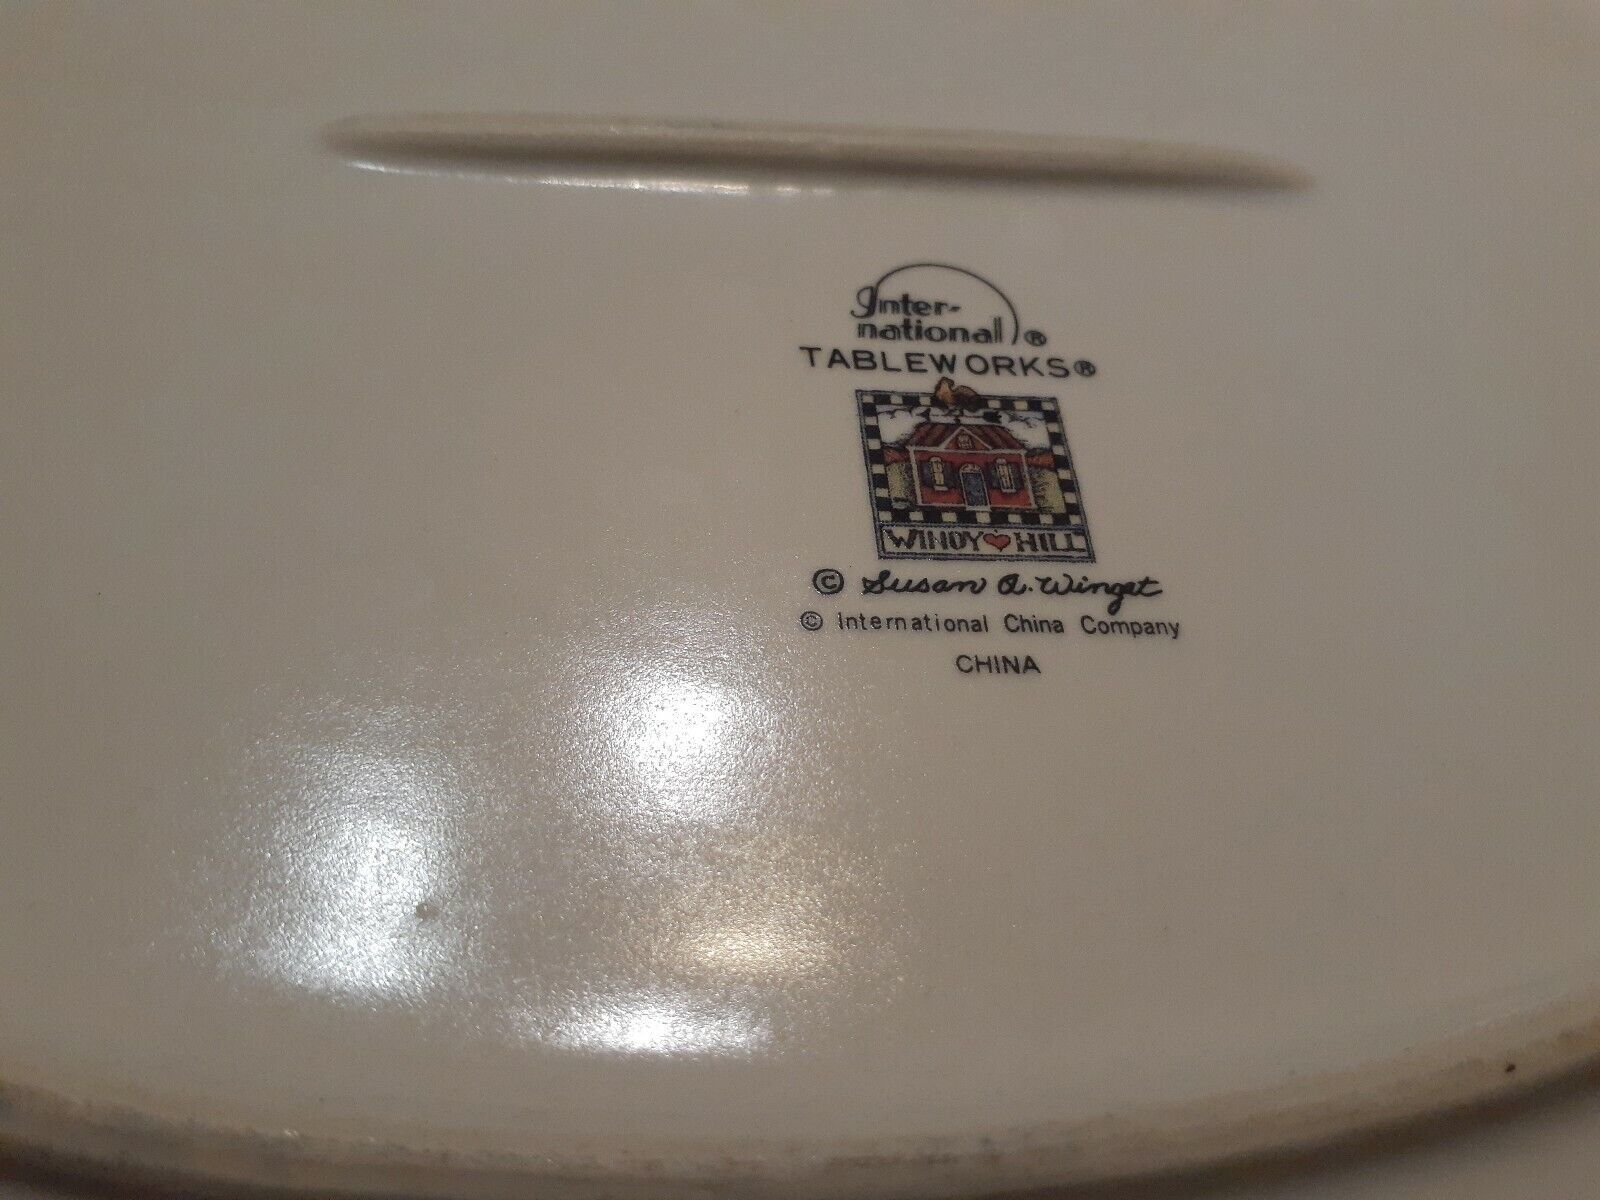 Inter-
national®
TABLEWORKS®
WINDY HILL
© Susan A. Winget
© International China Company
CHINA